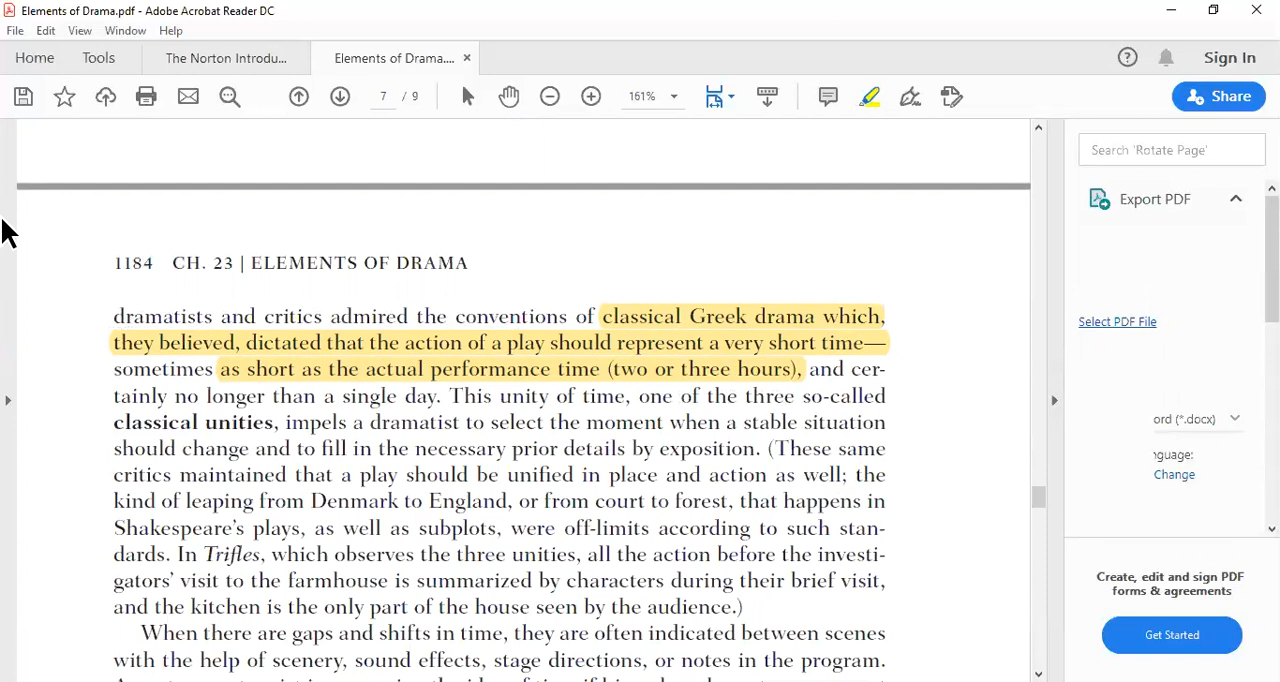 Elements of Drama.pdf - Adobe Acrobat Reader DC
File Edit View Window Help
Home Tools The Norton Introdu... Elements of Drama.... × Sign In
7 / 9 161% Share
Search 'Rotate Page'
Export PDF
Select PDF File
ord (*.docx)
nguage:
Change
Create, edit and sign PDF
forms & agreements
Get Started
1184 CH. 23 | ELEMENTS OF DRAMA
dramatists and critics admired the conventions of classical Greek drama which,
they believed, dictated that the action of a play should represent a very short time—
sometimes as short as the actual performance time (two or three hours), and cer-
tainly no longer than a single day. This unity of time, one of the three so-called
classical unities, impels a dramatist to select the moment when a stable situation
should change and to fill in the necessary prior details by exposition. (These same
critics maintained that a play should be unified in place and action as well; the
kind of leaping from Denmark to England, or from court to forest, that happens in
Shakespeare's plays, as well as subplots, were off-limits according to such stan-
dards. In Trifles, which observes the three unities, all the action before the investi-
gators' visit to the farmhouse is summarized by characters during their brief visit,
and the kitchen is the only part of the house seen by the audience.)
When there are gaps and shifts in time, they are often indicated between scenes
with the help of scenery, sound effects, stage directions, or notes in the program.